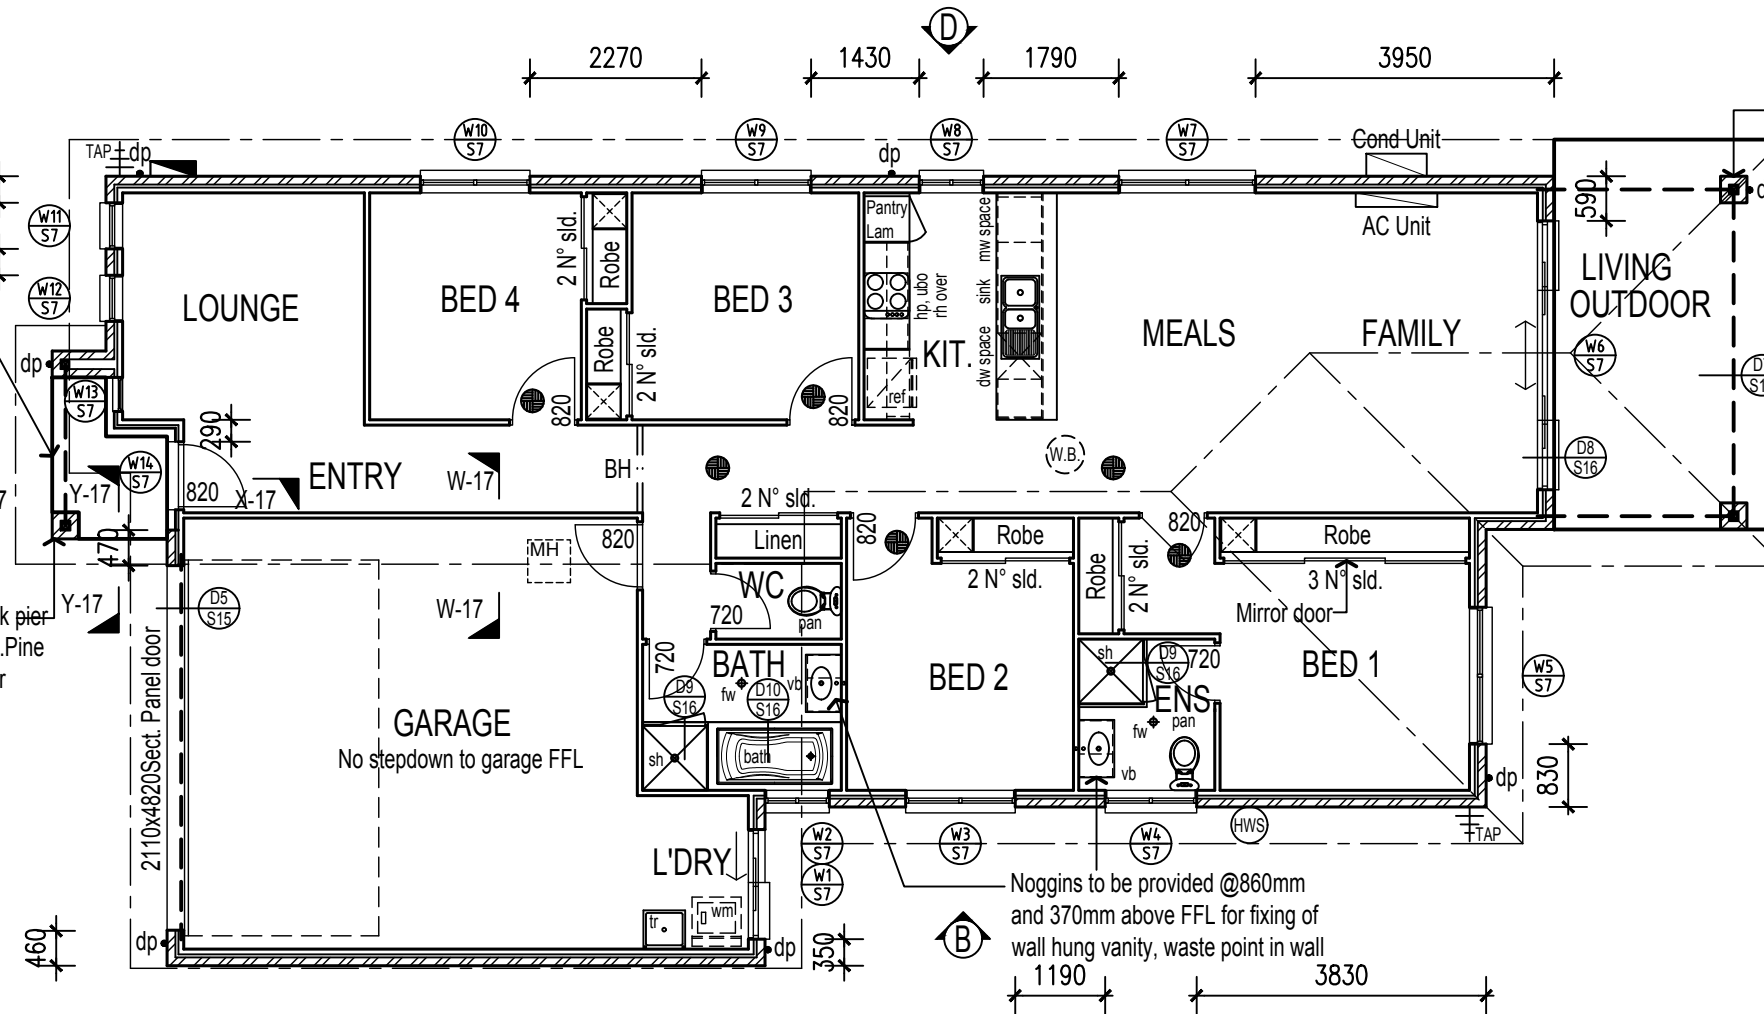 D
2270
1430
1790
3950
W10
S7
W9
S7
W8
S7
W7
S7
Cond Unit
TAP
dp
dp
AC Unit
590
W11
S7
W12
S7
LOUNGE
BED 4
2 N° sld.
Robe
Robe
2 N° sld.
BED 3
Pantry
Lam
hp, ubo
rh over
KIT.
ref
mw space
sink
dw space
MEALS
FAMILY
LIVING
OUTDOOR
W6
S7
dp
W13
S7
290
820
820
W.B.
D8
S16
W14
S7
ENTRY
W-17
BH
Y-17
820
X-17
2 N° sld.
Linen
470
MH
820
820
Robe
2 N° sld.
820
Robe
3 N° sld.
Mirror door
Robe
2 N° sld.
WC
pan
720
D5
S15
W-17
Y-17
k pier
.Pine
r
2110x4820Sect. Panel door
720
BATH
fw
vb
D9
S16
D10
S16
sh
bath
BED 2
sh
D9
S16
720
ENS
fw
pan
vb
BED 1
W5
S7
GARAGE
No stepdown to garage FFL
dp
830
TAP
HWS
W2
S7
W1
S7
W3
S7
W4
S7
L'DRY
tr
wm
dp
dp
460
350
Noggins to be provided @860mm
and 370mm above FFL for fixing of
wall hung vanity, waste point in wall
B
1190
3830